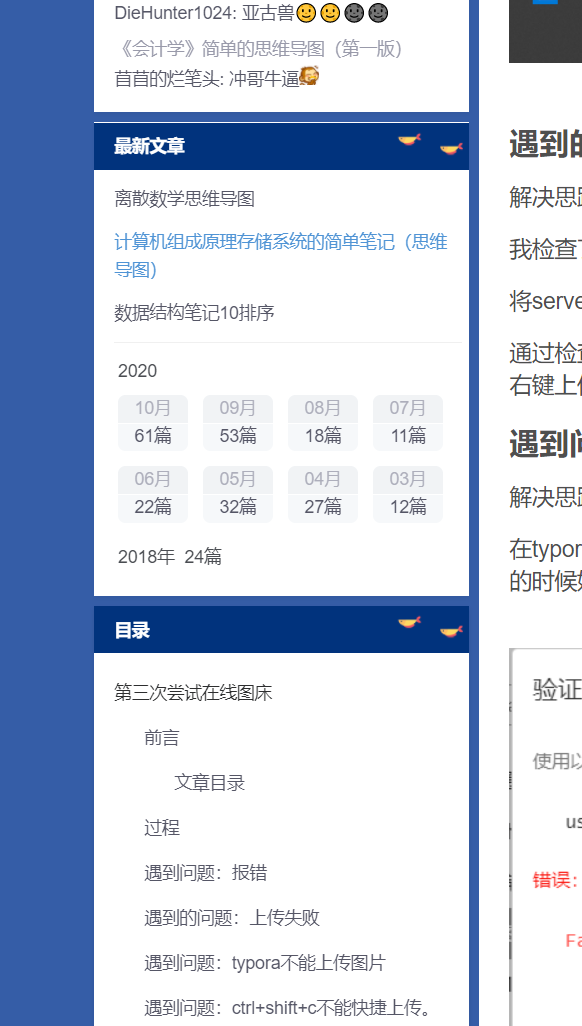 DieHunter1024: 亚古兽
《会计学》简单的思维导图（第一版）
苜苜的烂笔头: 冲哥牛逼
最新文章
离散数学思维导图
计算机组成原理存储系统的简单笔记（思维
导图）
数据结构笔记10排序
2020
10月 09月 08月 07月
61篇 53篇 18篇 11篇
06月 05月 04月 03月
22篇 32篇 27篇 12篇
2018年 24篇
目录
第三次尝试在线图床
前言
文章目录
过程
遇到问题：报错
遇到的问题：上传失败
遇到问题：typora不能上传图片
遇到问题：ctrl+shift+c不能快捷上传。
遇到的
解决思
我检查
将serve
通过检
右键上
遇到问
解决思
在typor
的时候
验证
使用以
us
错误：
Fa